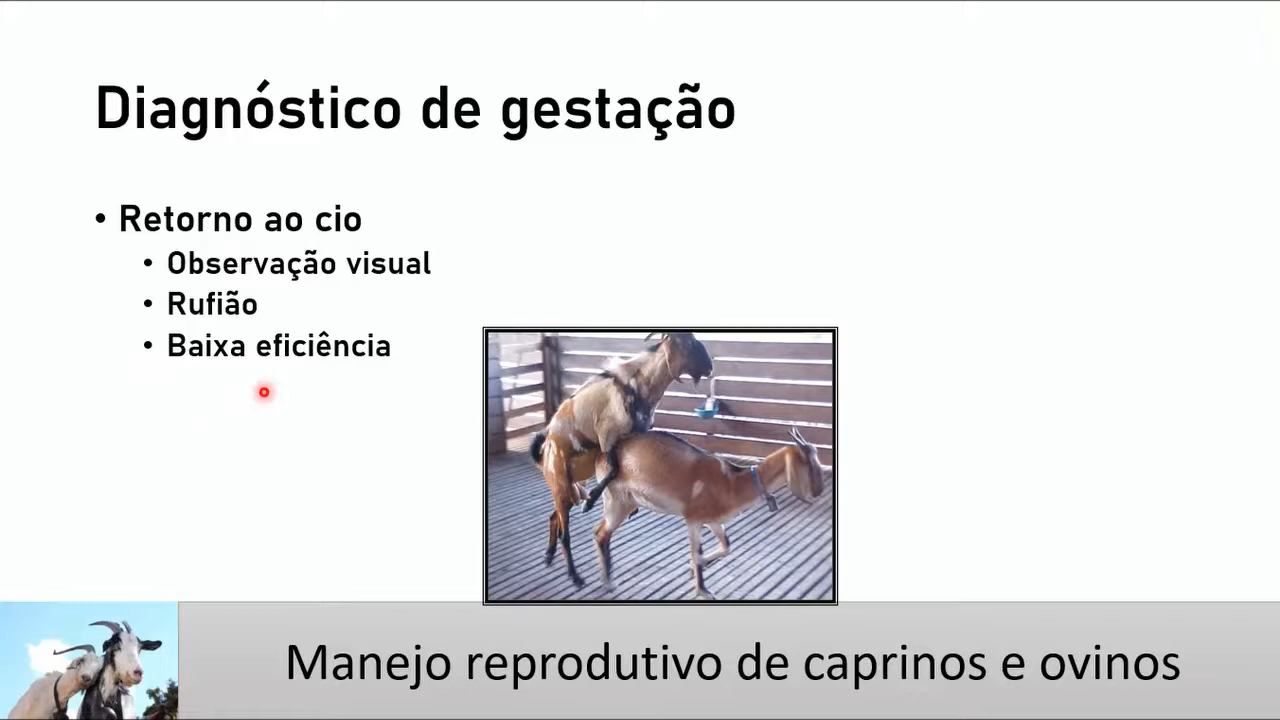 Diagnóstico de gestação
• Retorno ao cio
• Observação visual
• Rufião
• Baixa eficiência
Manejo reprodutivo de caprinos e ovinos